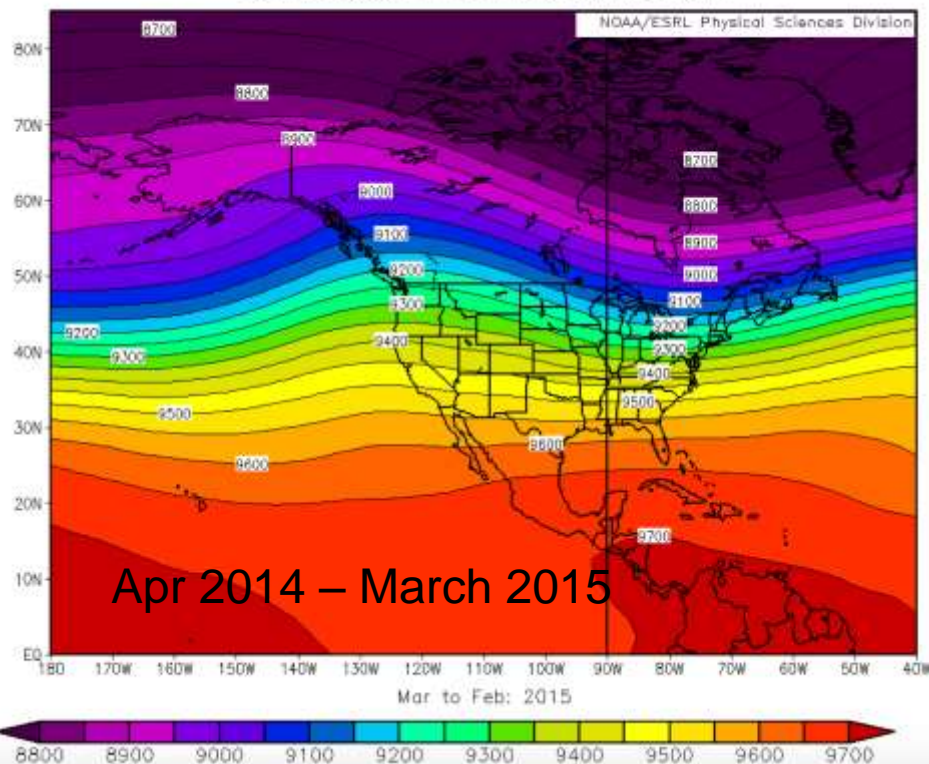 NOAA/ESRL Physical Sciences Division
80N
70N
60N
50N
40N
30N
20N
10N
EQ
8700
8800
8900
9000
9100
9200
9300
9400
9200
9300
9500
9600
8700
8800
8900
9000
9100
9200
9300
9400
9500
9600
9700
Apr 2014 – March 2015
180 170W 160W 150W 140W 130W 120W 110W 100W 90W 80W 70W 60W 50W 40W
Mar to Feb: 2015
8800 8900 9000 9100 9200 9300 9400 9500 9600 9700